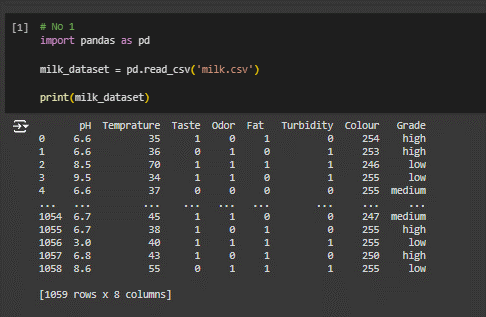 [1] # No 1
import pandas as pd
milk_dataset = pd.read_csv('milk.csv')
print(milk_dataset)
pH Temprature Taste Odor Fat Turbidity Colour Grade
0 6.6 35 1 0 1 0 254 high
1 6.6 36 0 1 0 1 253 high
2 8.5 70 1 1 1 1 246 low
3 9.5 34 1 1 0 1 255 low
4 6.6 37 0 0 0 0 255 medium
... ... ... ... ... ... ... ... ...
1054 6.7 45 1 1 0 0 247 medium
1055 6.7 38 1 0 1 0 255 high
1056 3.0 40 1 1 1 1 255 low
1057 6.8 43 1 0 1 0 250 high
1058 8.6 55 0 1 1 1 255 low
[1059 rows x 8 columns]